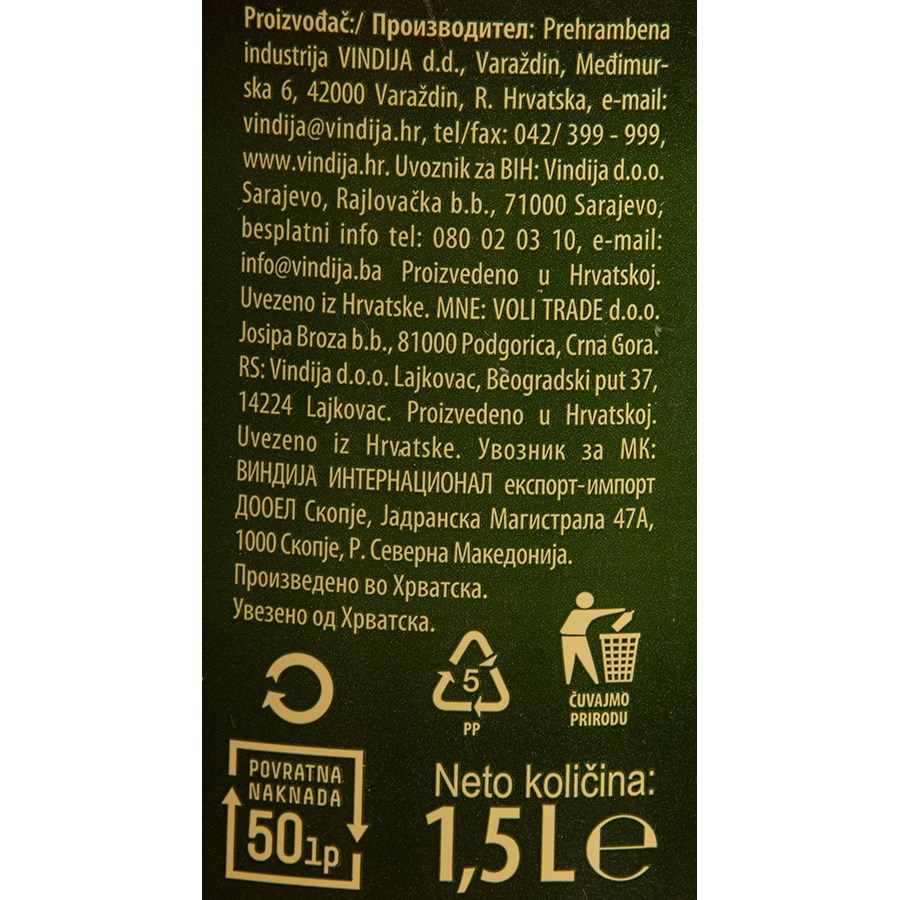 Proizvođač:/ Производител: Prehrambena
industrija VINDIJA d.d., Varaždin, Međimur-
ska 6, 42000 Varaždin, R. Hrvatska, e-mail:
vindija@vindija.hr, tel/fax: 042/ 399 - 999,
www.vindija.hr. Uvoznik za BIH: Vindija d.o.o.
Sarajevo, Rajlovačka b.b., 71000 Sarajevo,
besplatni info tel: 080 02 03 10, e-mail:
info@vindija.ba Proizvedeno u Hrvatskoj.
Uvezeno iz Hrvatske. MNE: VOLI TRADE d.o.o.
Josipa Broza b.b., 81000 Podgorica, Crna Gora.
RS: Vindija d.o.o. Lajkovac, Beogradski put 37,
14224 Lajkovac. Proizvedeno u Hrvatskoj.
Uvezeno iz Hrvatske. Увозник за МК:
ВИНДИЈА ИНТЕРНАЦИОНАЛ експорт-импорт
ДООЕЛ Скопје, Јадранска Магистрала 47А,
1000 Скопје, Р. Северна Македонија.
Произведено во Хрватска.
Увезено од Хрватска.
5
PP
ČUVAJMO
PRIRODU
POVRATNA
NAKNADA
50 lp
Neto količina:
1,5 L e